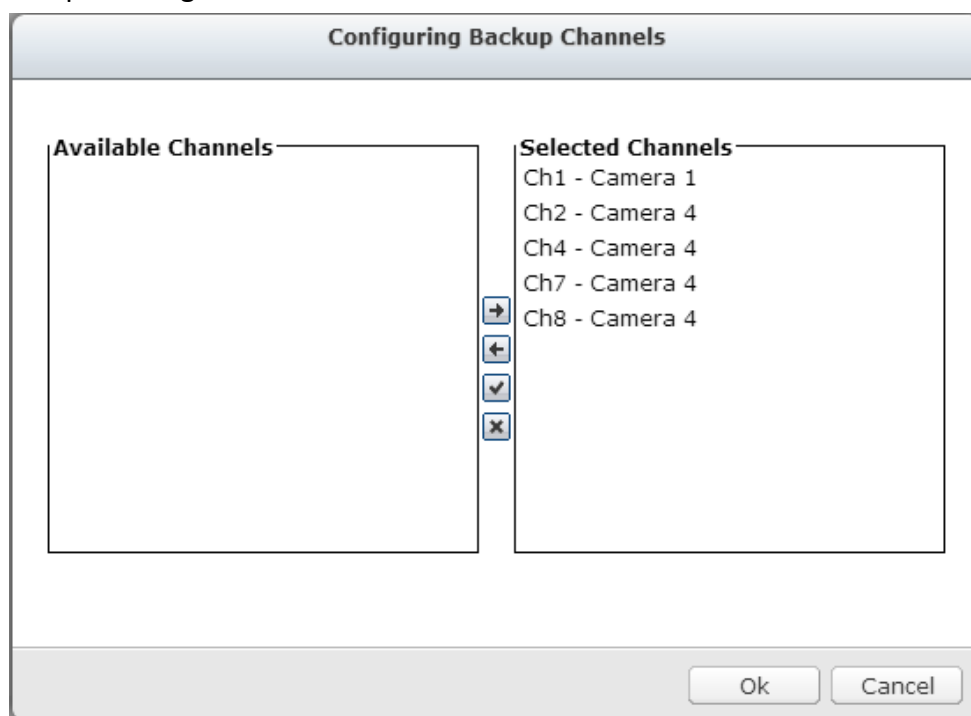 Configuring Backup Channels
Available Channels
Selected Channels
Ch1 - Camera 1
Ch2 - Camera 4
Ch4 - Camera 4
Ch7 - Camera 4
Ch8 - Camera 4
Ok
Cancel